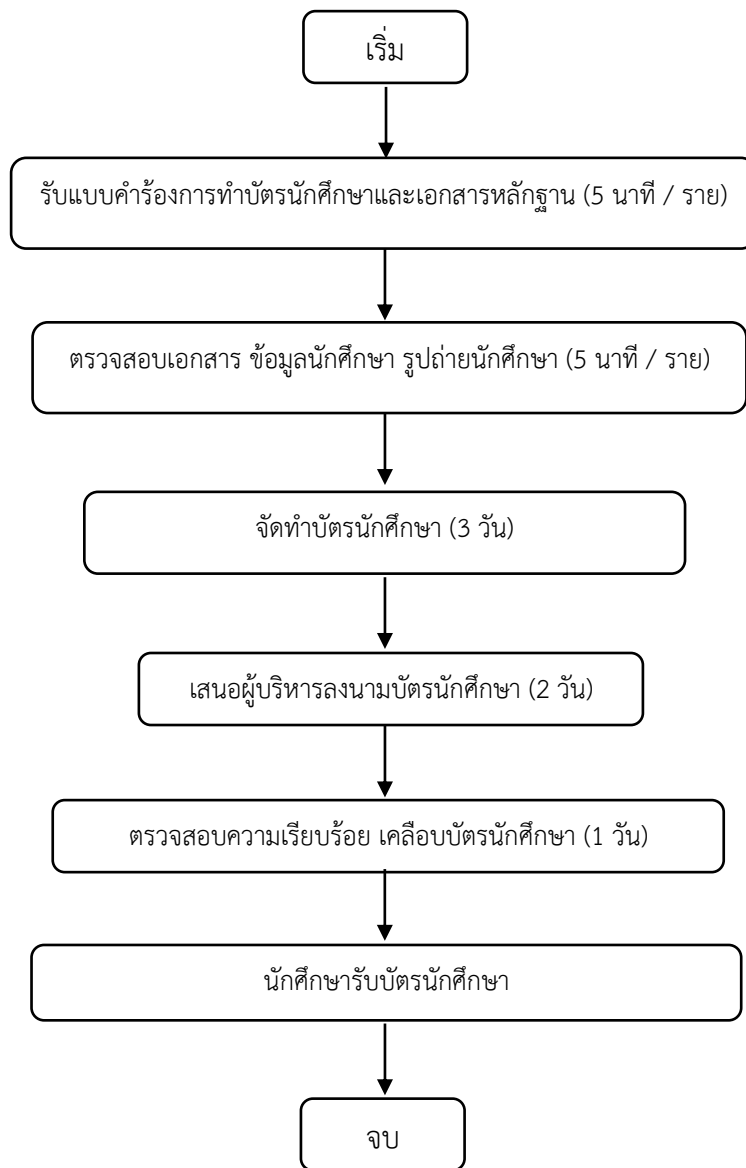 เริ่ม
รับแบบคำร้องการทำบัตรนักศึกษาและเอกสารหลักฐาน (5 นาที / ราย)
ตรวจสอบเอกสาร ข้อมูลนักศึกษา รูปถ่ายนักศึกษา (5 นาที / ราย)
จัดทำบัตรนักศึกษา (3 วัน)
เสนอผู้บริหารลงนามบัตรนักศึกษา (2 วัน)
ตรวจสอบความเรียบร้อย เคลือบบัตรนักศึกษา (1 วัน)
นักศึกษารับบัตรนักศึกษา
จบ